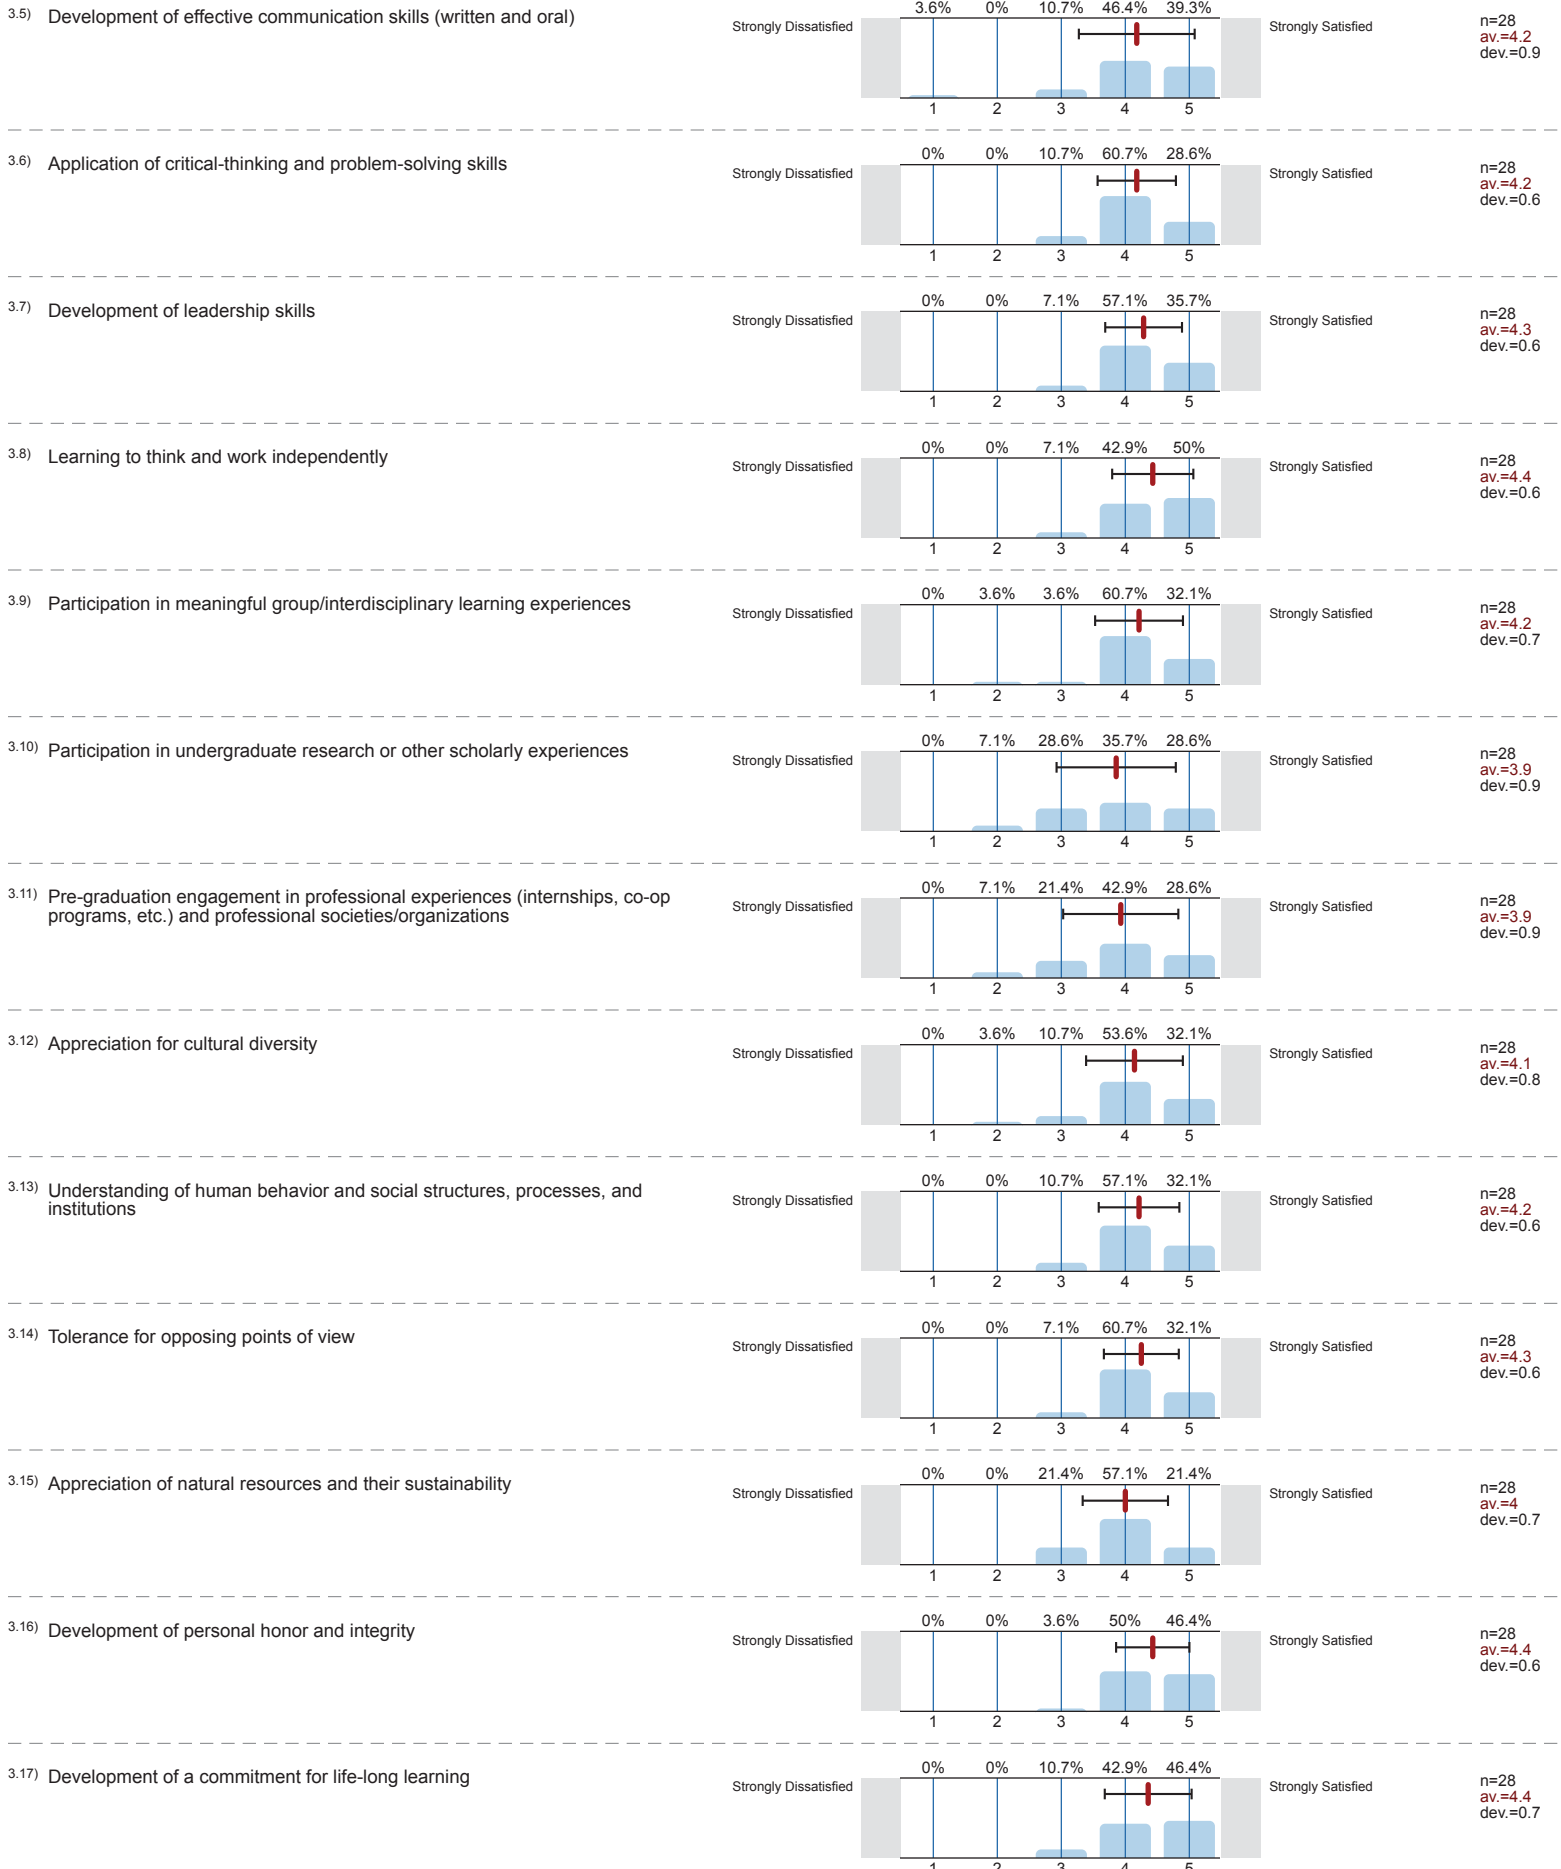 3.5) Development of effective communication skills (written and oral)
3.6% 0% 10.7% 46.4% 39.3%
Strongly Dissatisfied Strongly Satisfied
n=28
av.=4.2
dev.=0.9
1 2 3 4 5
3.6) Application of critical-thinking and problem-solving skills
0% 0% 10.7% 60.7% 28.6%
Strongly Dissatisfied Strongly Satisfied
n=28
av.=4.2
dev.=0.6
1 2 3 4 5
3.7) Development of leadership skills
0% 0% 7.1% 57.1% 35.7%
Strongly Dissatisfied Strongly Satisfied
n=28
av.=4.3
dev.=0.6
1 2 3 4 5
3.8) Learning to think and work independently
0% 0% 7.1% 42.9% 50%
Strongly Dissatisfied Strongly Satisfied
n=28
av.=4.4
dev.=0.6
1 2 3 4 5
3.9) Participation in meaningful group/interdisciplinary learning experiences
0% 3.6% 3.6% 60.7% 32.1%
Strongly Dissatisfied Strongly Satisfied
n=28
av.=4.2
dev.=0.7
1 2 3 4 5
3.10) Participation in undergraduate research or other scholarly experiences
0% 7.1% 28.6% 35.7% 28.6%
Strongly Dissatisfied Strongly Satisfied
n=28
av.=3.9
dev.=0.9
1 2 3 4 5
3.11) Pre-graduation engagement in professional experiences (internships, co-op
programs, etc.) and professional societies/organizations
0% 7.1% 21.4% 42.9% 28.6%
Strongly Dissatisfied Strongly Satisfied
n=28
av.=3.9
dev.=0.9
1 2 3 4 5
3.12) Appreciation for cultural diversity
0% 3.6% 10.7% 53.6% 32.1%
Strongly Dissatisfied Strongly Satisfied
n=28
av.=4.1
dev.=0.8
1 2 3 4 5
3.13) Understanding of human behavior and social structures, processes, and
institutions
0% 0% 10.7% 57.1% 32.1%
Strongly Dissatisfied Strongly Satisfied
n=28
av.=4.2
dev.=0.6
1 2 3 4 5
3.14) Tolerance for opposing points of view
0% 0% 7.1% 60.7% 32.1%
Strongly Dissatisfied Strongly Satisfied
n=28
av.=4.3
dev.=0.6
1 2 3 4 5
3.15) Appreciation of natural resources and their sustainability
0% 0% 21.4% 57.1% 21.4%
Strongly Dissatisfied Strongly Satisfied
n=28
av.=4
dev.=0.7
1 2 3 4 5
3.16) Development of personal honor and integrity
0% 0% 3.6% 50% 46.4%
Strongly Dissatisfied Strongly Satisfied
n=28
av.=4.4
dev.=0.6
1 2 3 4 5
3.17) Development of a commitment for life-long learning
0% 0% 10.7% 42.9% 46.4%
Strongly Dissatisfied Strongly Satisfied
n=28
av.=4.4
dev.=0.7
1 2 3 4 5